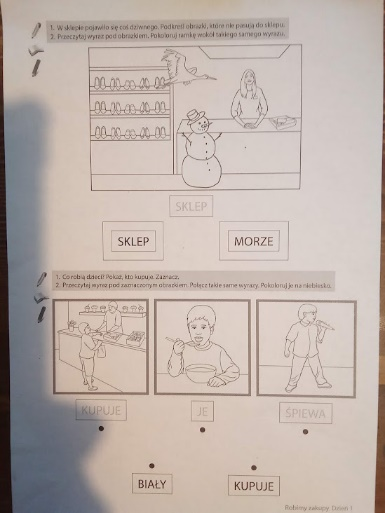 1. W sklepie pojawiło się coś dziwnego. Podkreśl obrazki, które nie pasują do sklepu.
2. Przeczytaj wyraz pod obrazkiem. Pokoloruj ramkę wokół takiego samego wyrazu.
SKLEP
SKLEP
MORZE
1. Co robią dzieci? Pokaż, kto kupuje. Zaznacz.
2. Przeczytaj wyraz pod zaznaczonym obrazkiem. Połącz takie same wyrazy. Pokoloruj je na niebiesko.
KUPUJE
JE
ŚPIEWA
BIAŁY
KUPUJE
Robimy zakupy. Dzień 1